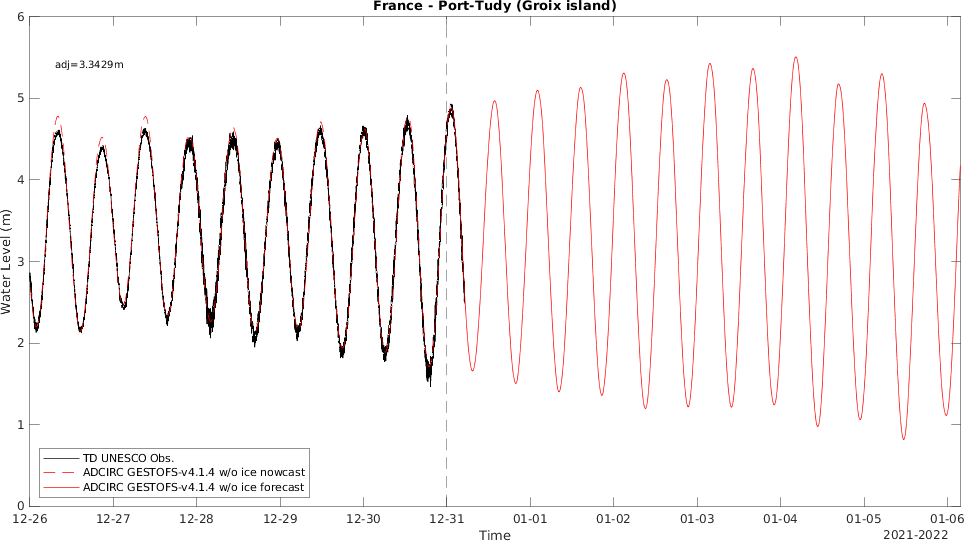 France - Port-Tudy (Groix island)
6
adj=3.3429m
5
4
3
2
1
0
Water Level (m)
TD UNESCO Obs.
ADCIRC GESTOFS-v4.1.4 w/o ice nowcast
ADCIRC GESTOFS-v4.1.4 w/o ice forecast
12-26 12-27 12-28 12-29 12-30 12-31 01-01 01-02 01-03 01-04 01-05 01-06
Time
2021-2022